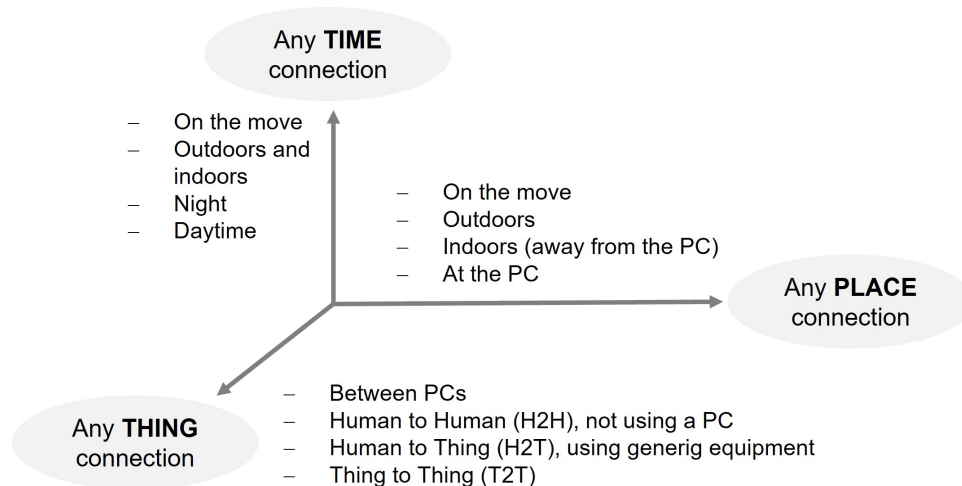 Any TIME
connection
– On the move
– Outdoors and
indoors
– Night
– Daytime
– On the move
– Outdoors
– Indoors (away from the PC)
– At the PC
Any PLACE
connection
– Between PCs
– Human to Human (H2H), not using a PC
– Human to Thing (H2T), using generig equipment
– Thing to Thing (T2T)
Any THING
connection